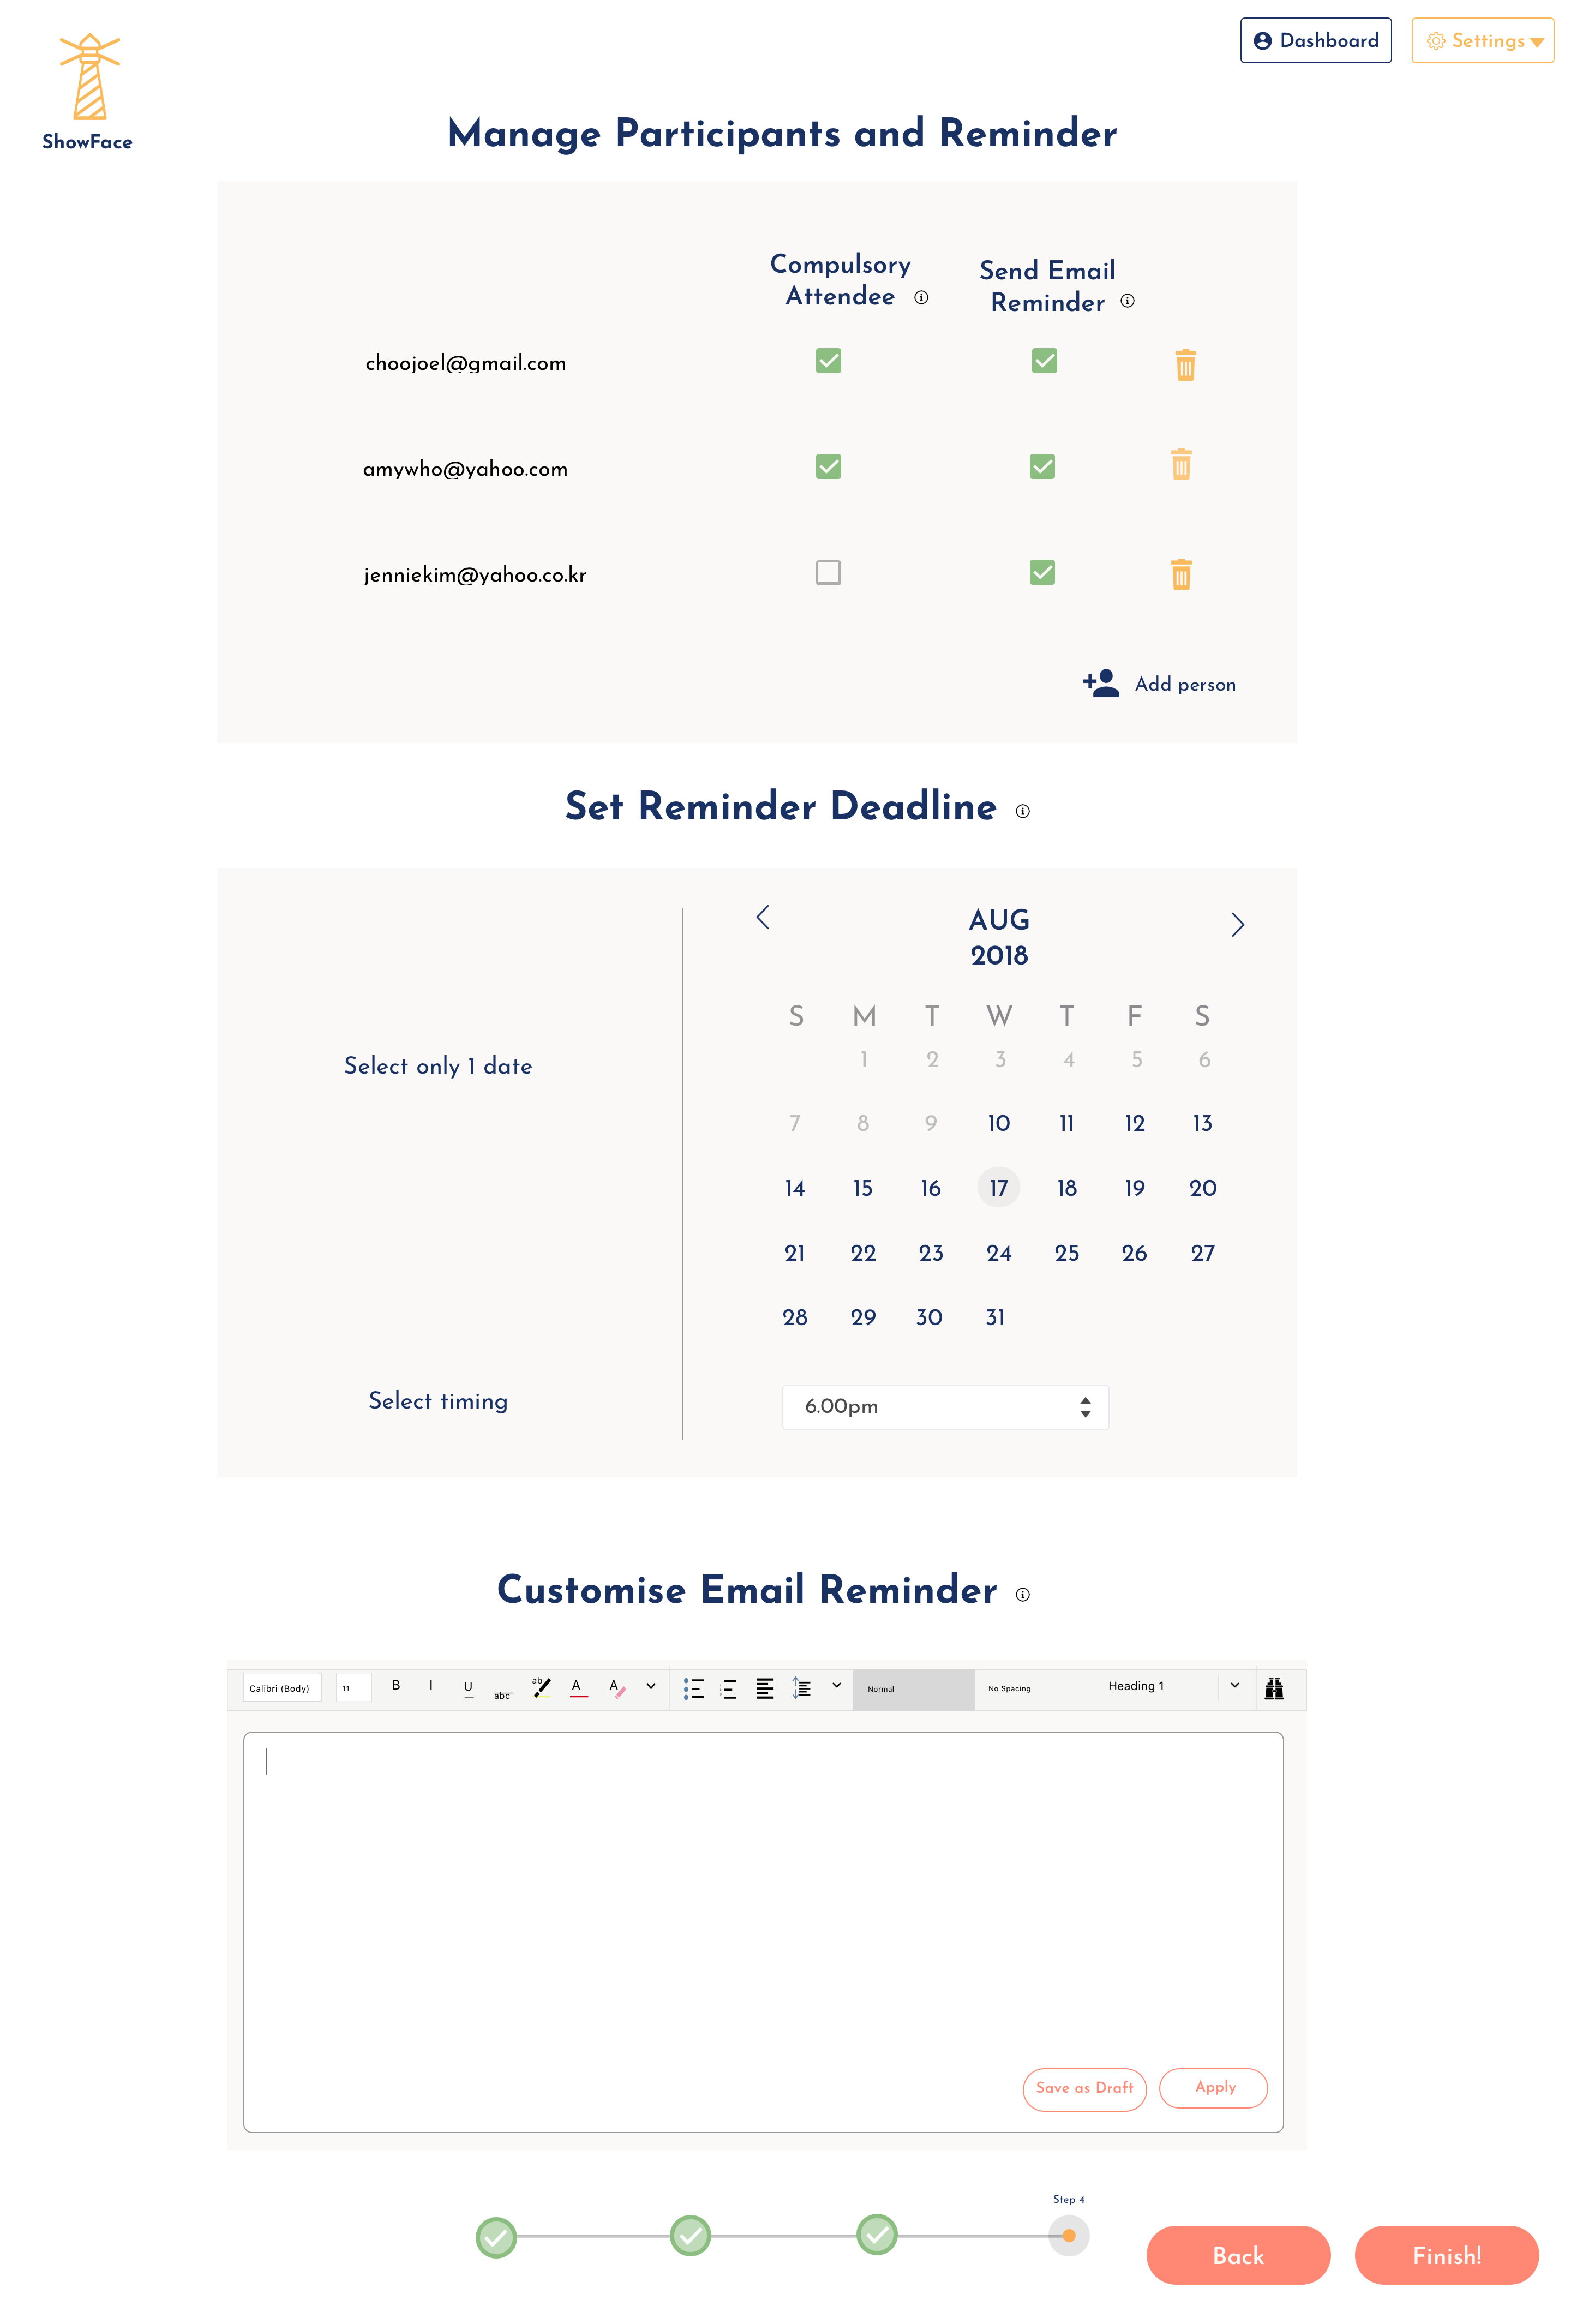 Dashboard
Settings
ShowFace
Manage Participants and Reminder
Compulsory
Attendee
Send Email
Reminder
choojoel@gmail.com
amywho@yahoo.com
jenniekim@yahoo.co.kr
Add person
Set Reminder Deadline
AUG
2018
S M T W T F S
1 2 3 4 5 6
Select only 1 date
7 8 9 10 11 12 13
14 15 16 17 18 19 20
21 22 23 24 25 26 27
28 29 30 31
Select timing
6.00pm
Customise Email Reminder
Calibri (Body) 11 B I U abc ab A A Normal No Spacing Heading 1
Save as Draft
Apply
Step 4
Back
Finish!